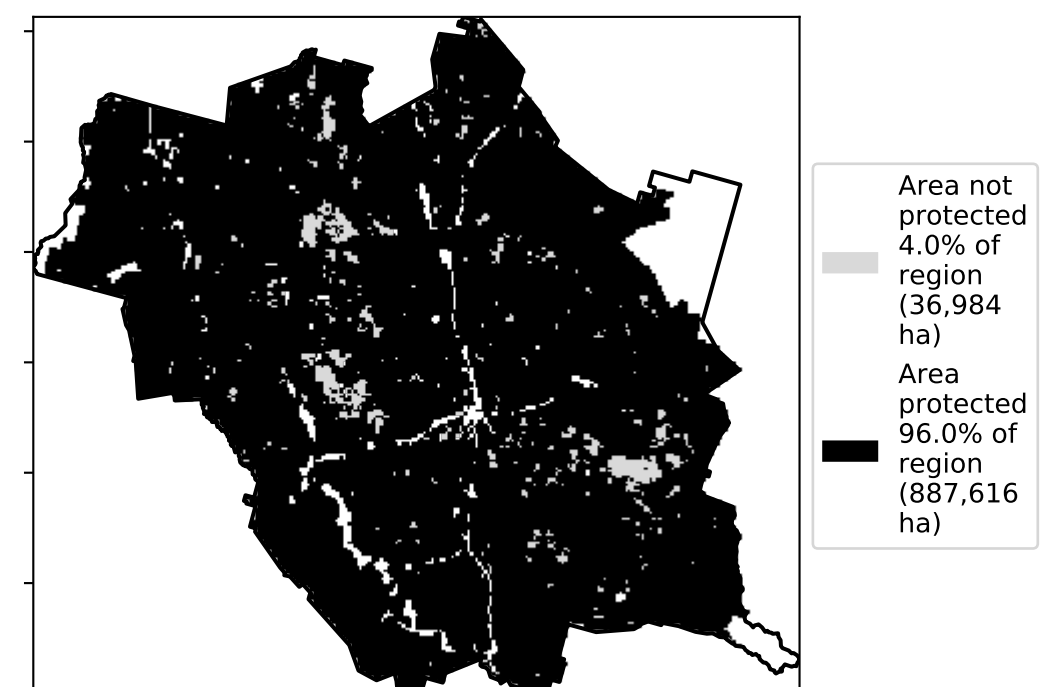 Area not
protected
4.0% of
region
(36,984
ha)
Area
protected
96.0% of
region
(887,616
ha)